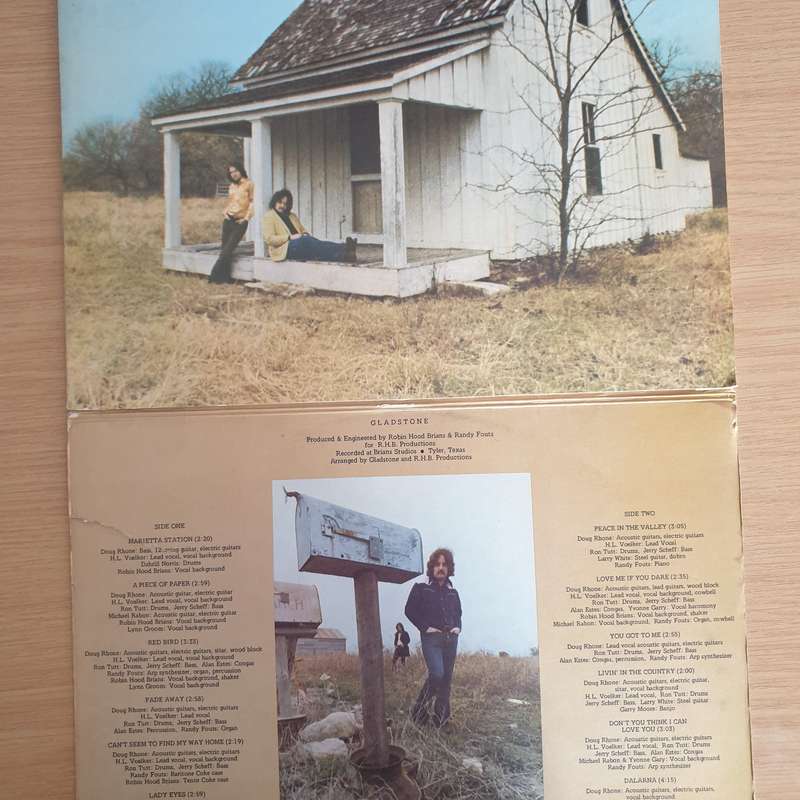 GLADSTONE
Produced & Engineered by Robin Hood Brians & Randy Fouts
for R.H.B. Productions
Recorded at Brians Studios • Tyler, Texas
Arranged by Gladstone and R.H.B. Productions
SIDE ONE
MARIETTA STATION (2:20)
Doug Rhone: Bass, 12 guitar, electric guitars
H.L. Voelker: Lead vocal, vocal background
Dahrill Norris: Drums
Robin Hood Brians: Vocal background
A PIECE OF PAPER (2:59)
Doug Rhone: Acoustic guitar, electric guitar
H.L. Voelker: Lead vocal, vocal background
Ron Tutt: Drums, Jerry Scheff: Bass
Michael Rabon: Acoustic guitar, electric guitar
Robin Hood Brians: Vocal background
Lynn Groom: Vocal background
RED BIRD (3:33)
Doug Rhone: Acoustic guitars, electric guitars, sitar, wood block
H.L. Voelker: Lead vocal, vocal background
Ron Tutt: Drums, Jerry Scheff: Bass, Alan Estes: Congas
Randy Fouts: Arp synthesizer, organ, percussion
Robin Hood Brians: Vocal background, shaker
Lynn Groom: Vocal background
FADE AWAY (2:58)
Doug Rhone: Acoustic guitars, electric guitars
H.L. Voelker: Lead vocal
Ron Tutt: Drums, Jerry Scheff: Bass
Alan Estes: Percussion, Randy Fouts: Organ
CAN'T SEEM TO FIND MY WAY HOME (2:19)
Doug Rhone: Acoustic guitars, electric guitars
H.L. Voelker: Lead vocal, vocal background
Ron Tutt: Drums, Jerry Scheff: Bass
Randy Fouts: Baritone Coke case
Robin Hood Brians: Tenor Coke case
LADY EYES (2:59)
SIDE TWO
PEACE IN THE VALLEY (3:05)
Doug Rhone: Acoustic guitars, electric guitars
H.L. Voelker: Lead Vocal
Ron Tutt: Drums, Jerry Scheff: Bass
Larry White: Steel guitar, dobro
Randy Fouts: Piano
LOVE ME IF YOU DARE (2:35)
Doug Rhone: Acoustic guitars, lead guitars, wood block
H.L. Voelker: Lead vocal, vocal background, cowbell
Ron Tutt: Drums, Jerry Scheff: Bass
Alan Estes: Congas, Yvonne Garry: Vocal harmony
Robin Hood Brians: Vocal background, shaker
Michael Rabon: Vocal background, Randy Fouts: Organ, cowbell
YOU GOT TO ME (2:55)
Doug Rhone: Lead vocal acoustic guitars, electric guitars
Ron Tutt: Drums, Jerry Scheff: Bass
Alan Estes: Congas, percussion, Randy Fouts: Arp synthesizer
LIVIN' IN THE COUNTRY (2:00)
Doug Rhone: Acoustic guitars, electric guitars,
sitar, vocal background
H.L. Voelker: Lead vocal, Ron Tutt: Drums
Jerry Scheff: Bass, Larry White: Steel guitar
Garry Moore: Banjo
DON'T YOU THINK I CAN
LOVE YOU (3:03)
Doug Rhone: Acoustic guitars, electric guitars
H.L. Voelker: Lead vocal, Ron Tutt: Drums
Jerry Scheff: Bass, Alan Estes: Congas
Michael Rabon & Yvonne Gary: Vocal background
Randy Fouts: Arp synthesizer
DALARNA (4:15)
Doug Rhone: Acoustic guitars, electric guitars,
vocal background